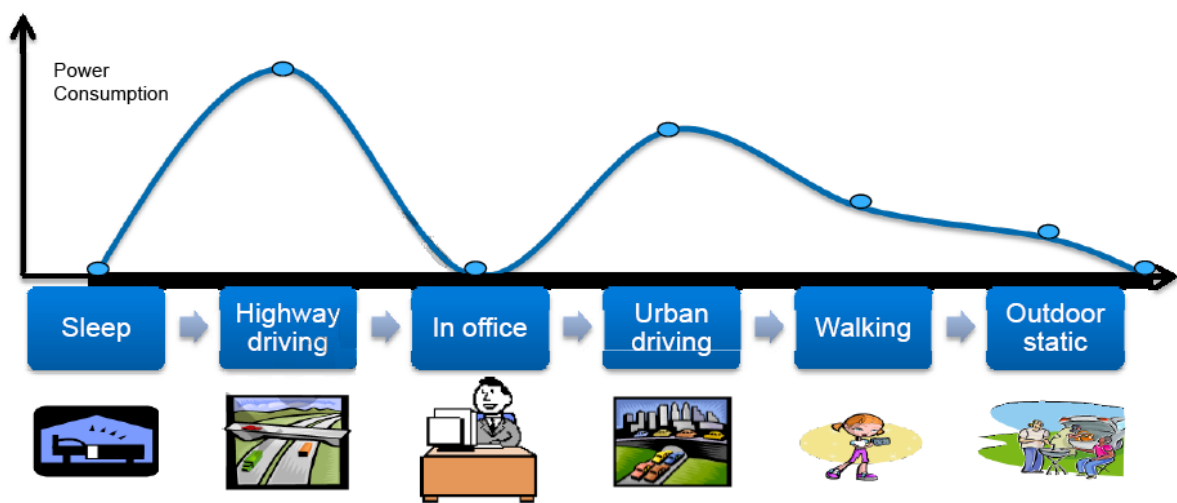 Power
Consumption
Sleep
Highway
driving
In office
Urban
driving
Walking
Outdoor
static